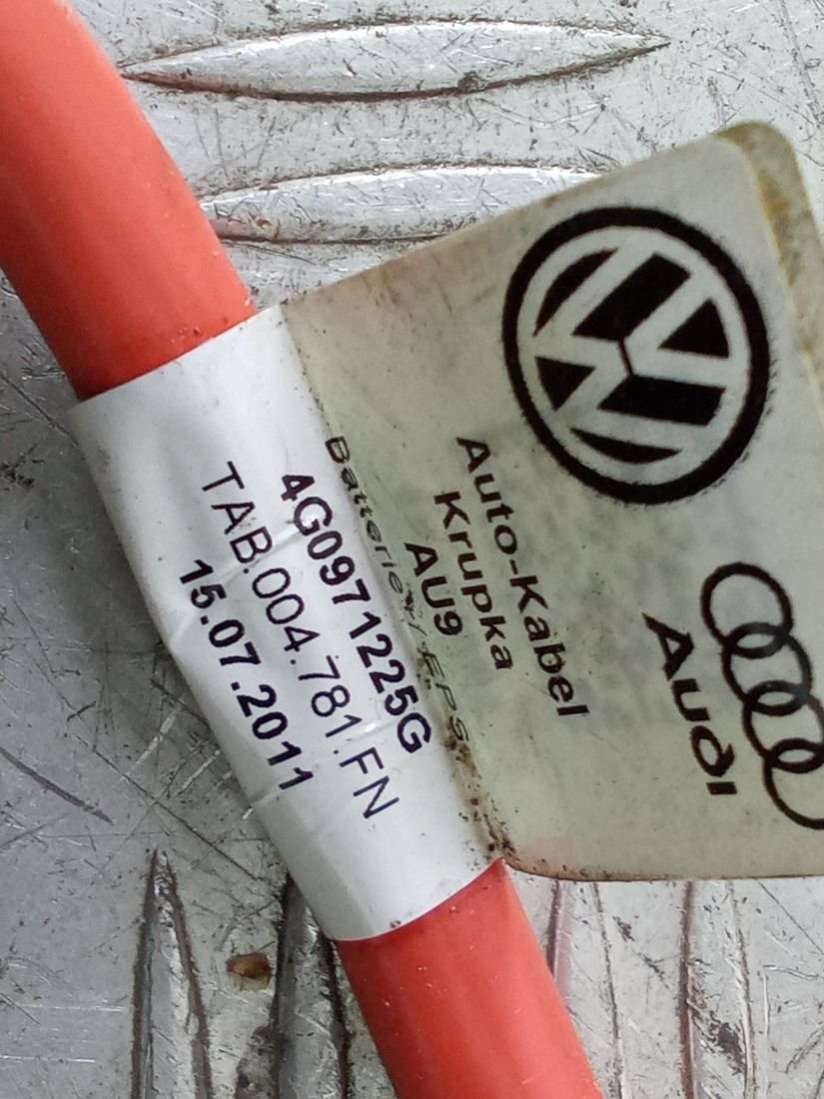 Audi
Auto-Kabel
Krupka
AU9
Batterie+/EPS
4G0971225G
TAB.004.781.FN
15.07.2011